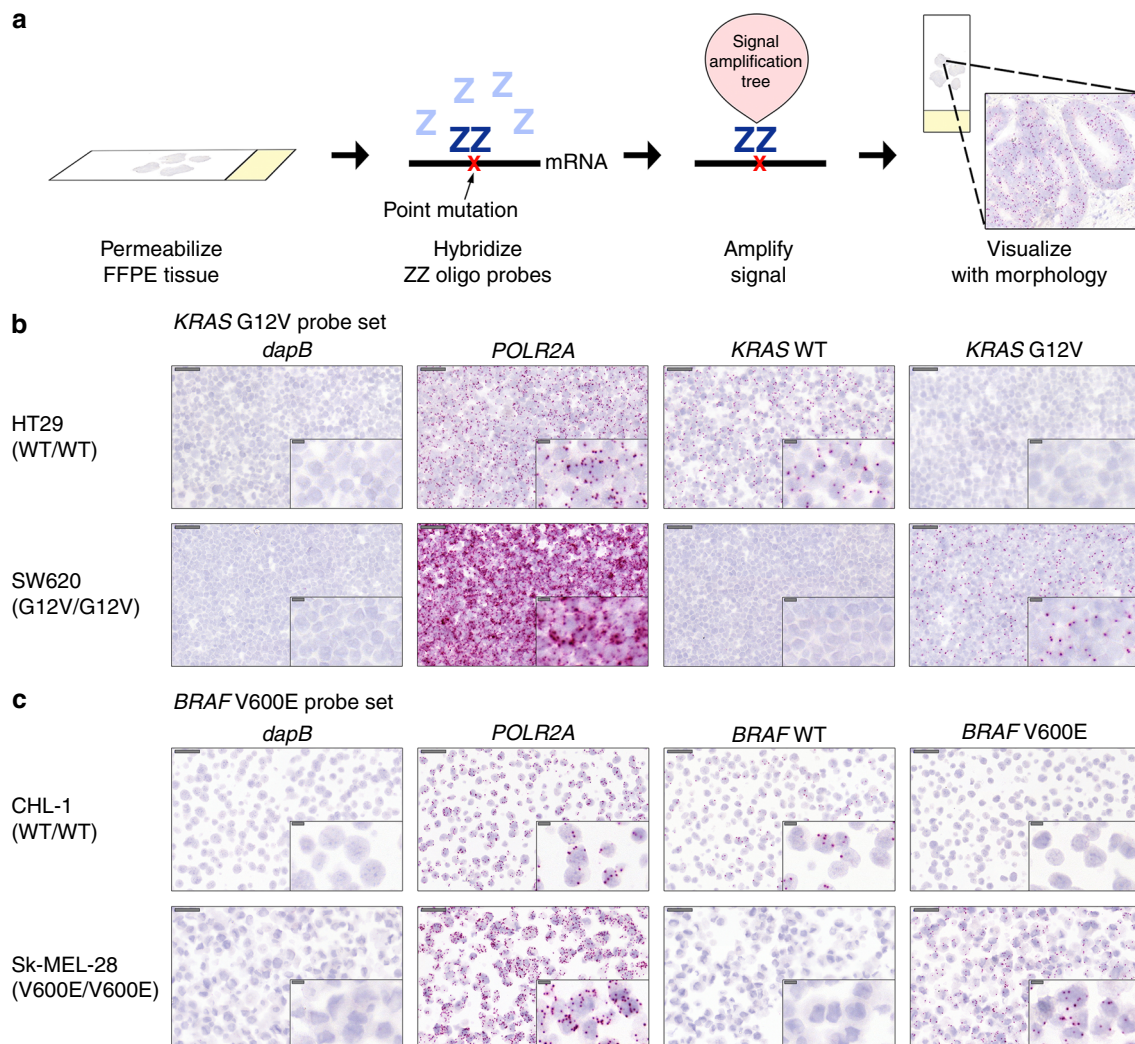 a
Signal
amplification
tree
Z Z Z Z
ZZ
ZZ
x
x
mRNA
Point mutation
Permeabilize
FFPE tissue
Hybridize
ZZ oligo probes
Amplify
signal
Visualize
with morphology
b
KRAS G12V probe set
dapB
POLR2A
KRAS WT
KRAS G12V
HT29
(WT/WT)
SW620
(G12V/G12V)
c
BRAF V600E probe set
dapB
POLR2A
BRAF WT
BRAF V600E
CHL-1
(WT/WT)
Sk-MEL-28
(V600E/V600E)